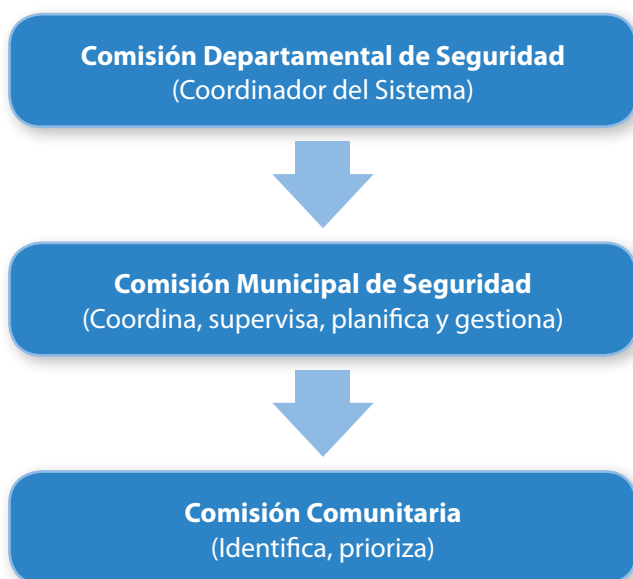 Comisión Departamental de Seguridad
(Coordinador del Sistema)
Comisión Municipal de Seguridad
(Coordina, supervisa, planifica y gestiona)
Comisión Comunitaria
(Identifica, prioriza)